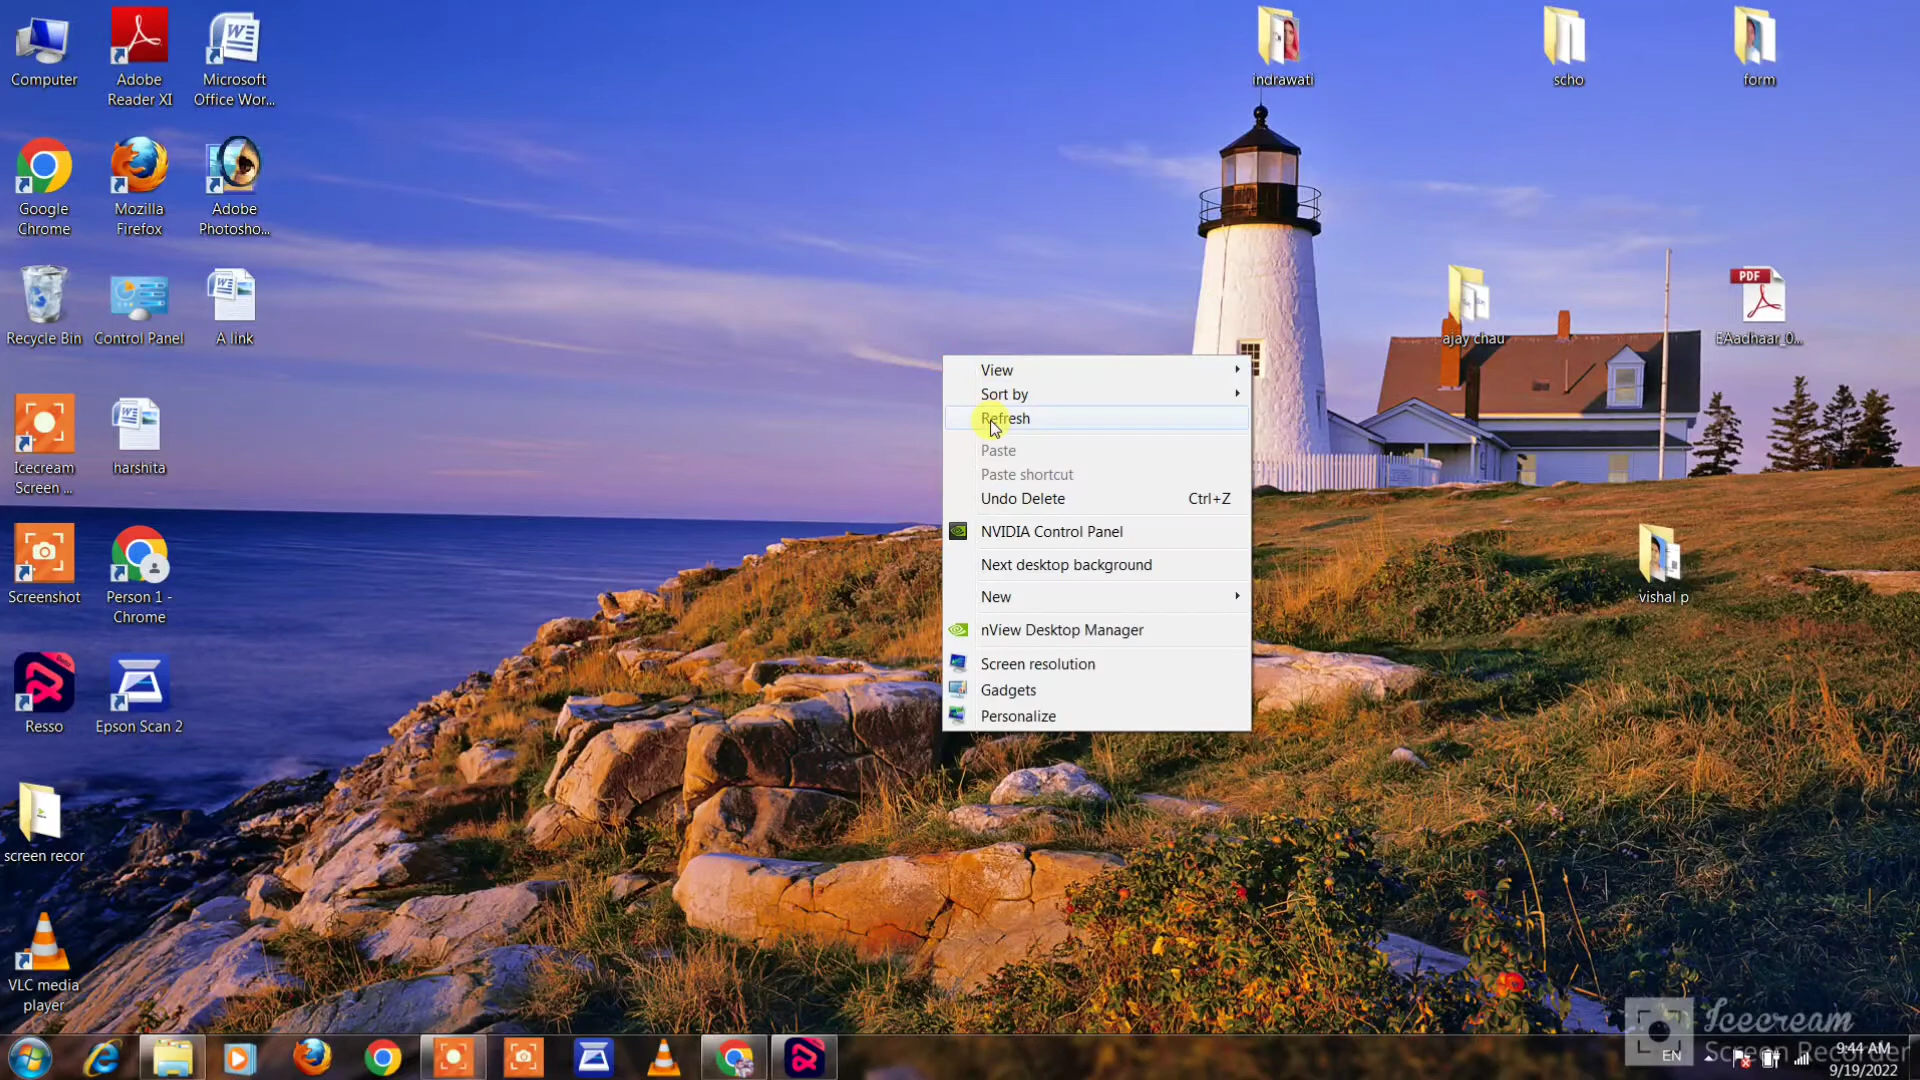 Computer
Adobe
Reader XI
Microsoft
Office Wor...
indrawati
scho
form
Google
Chrome
Mozilla
Firefox
Adobe
Photosho...
Recycle Bin
Control Panel
A link
ajay chau
PDF
EAadhaar_0...
View
Sort by
Refresh
Paste
Paste shortcut
Undo Delete Ctrl+Z
NVIDIA Control Panel
Next desktop background
New
nView Desktop Manager
Screen resolution
Gadgets
Personalize
Icecream
Screen ...
harshita
Screenshot
Person 1 -
Chrome
vishal p
Resso
Epson Scan 2
screen recor
VLC media
player
Icecream
Screen Recorder
EN
9:44 AM
9/19/2022